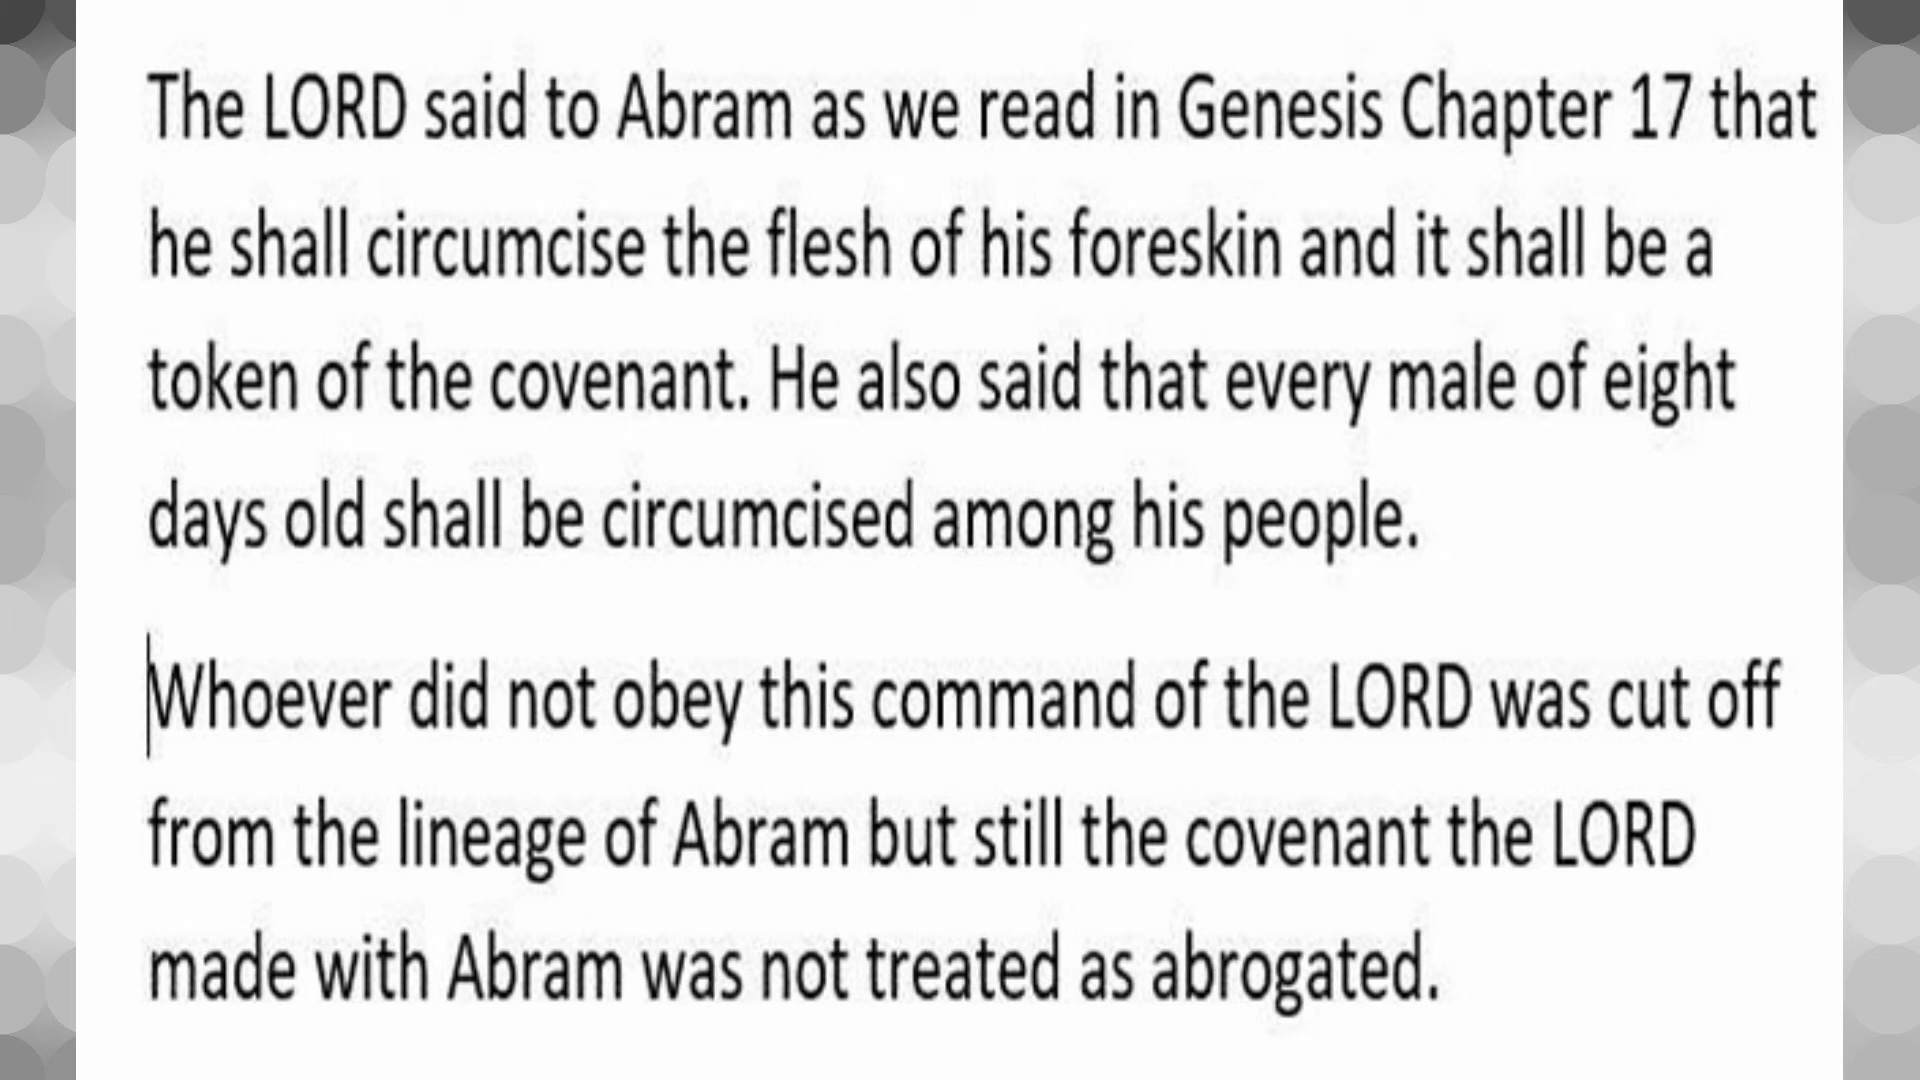 The LORD said to Abram as we read in Genesis Chapter 17 that
he shall circumcise the flesh of his foreskin and it shall be a
token of the covenant. He also said that every male of eight
days old shall be circumcised among his people.
Whoever did not obey this command of the LORD was cut off
from the lineage of Abram but still the covenant the LORD
made with Abram was not treated as abrogated.